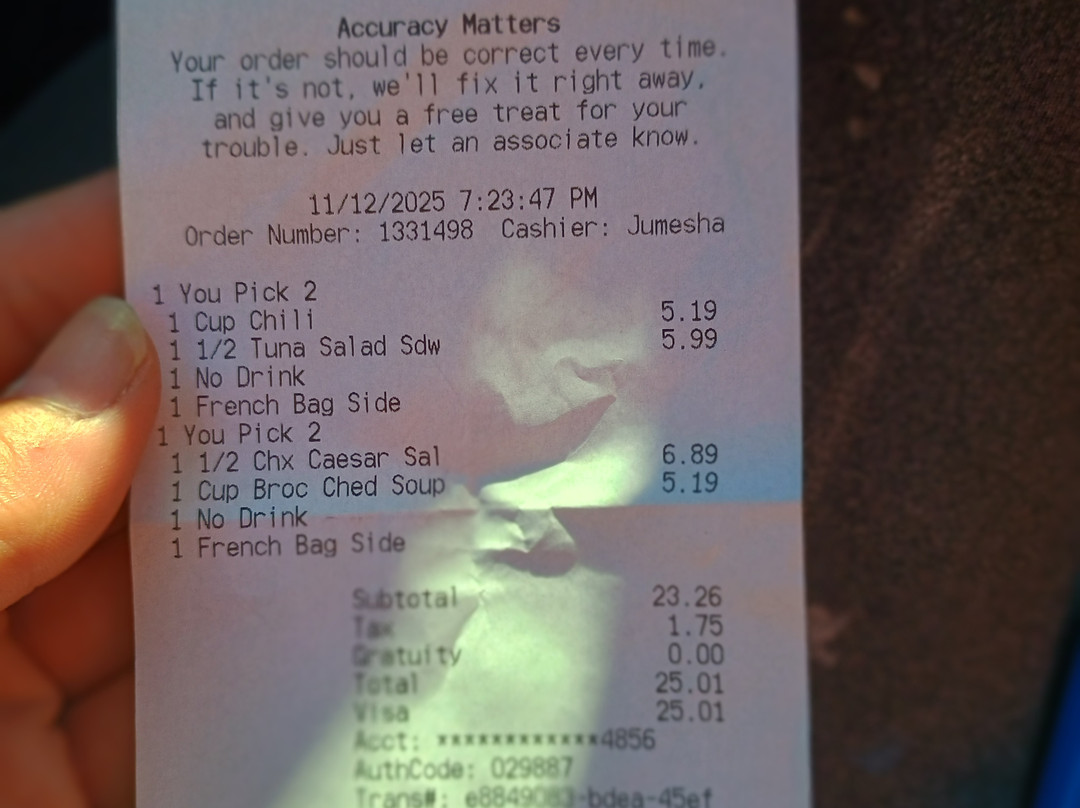 Accuracy Matters
Your order should be correct every time.
If it's not, we'll fix it right away,
and give you a free treat for your
trouble. Just let an associate know.
11/12/2025 7:23:47 PM
Order Number: 1331498 Cashier: Jumesha
1 You Pick 2
1 Cup Chili 5.19
1 1/2 Tuna Salad Sdw 5.99
1 No Drink
1 French Bag Side
1 You Pick 2
1 1/2 Chx Caesar Sal 6.89
1 Cup Broc Ched Soup 5.19
1 No Drink
1 French Bag Side
Subtotal 23.26
Tax 1.75
Gratuity 0.00
Total 25.01
Visa 25.01
Acct: ************4856
AuthCode: 029887
Trans#: e8849083-bdea-45ef